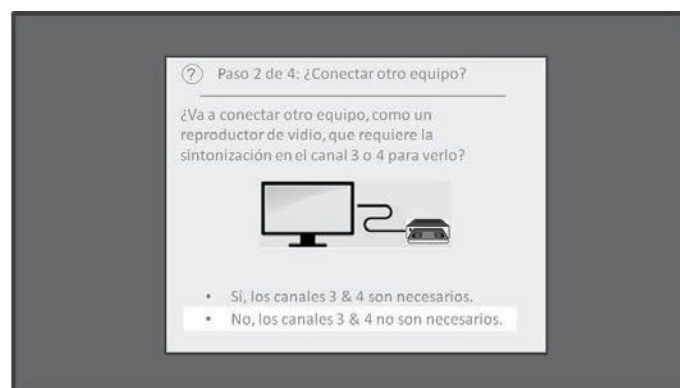 ? Paso 2 de 4: ¿Conectar otro equipo?
¿Va a conectar otro equipo, como un
reproductor de vidio, que requiere la
sintonización en el canal 3 o 4 para verlo?
• Sí, los canales 3 & 4 son necesarios.
• No, los canales 3 & 4 no son necesarios.